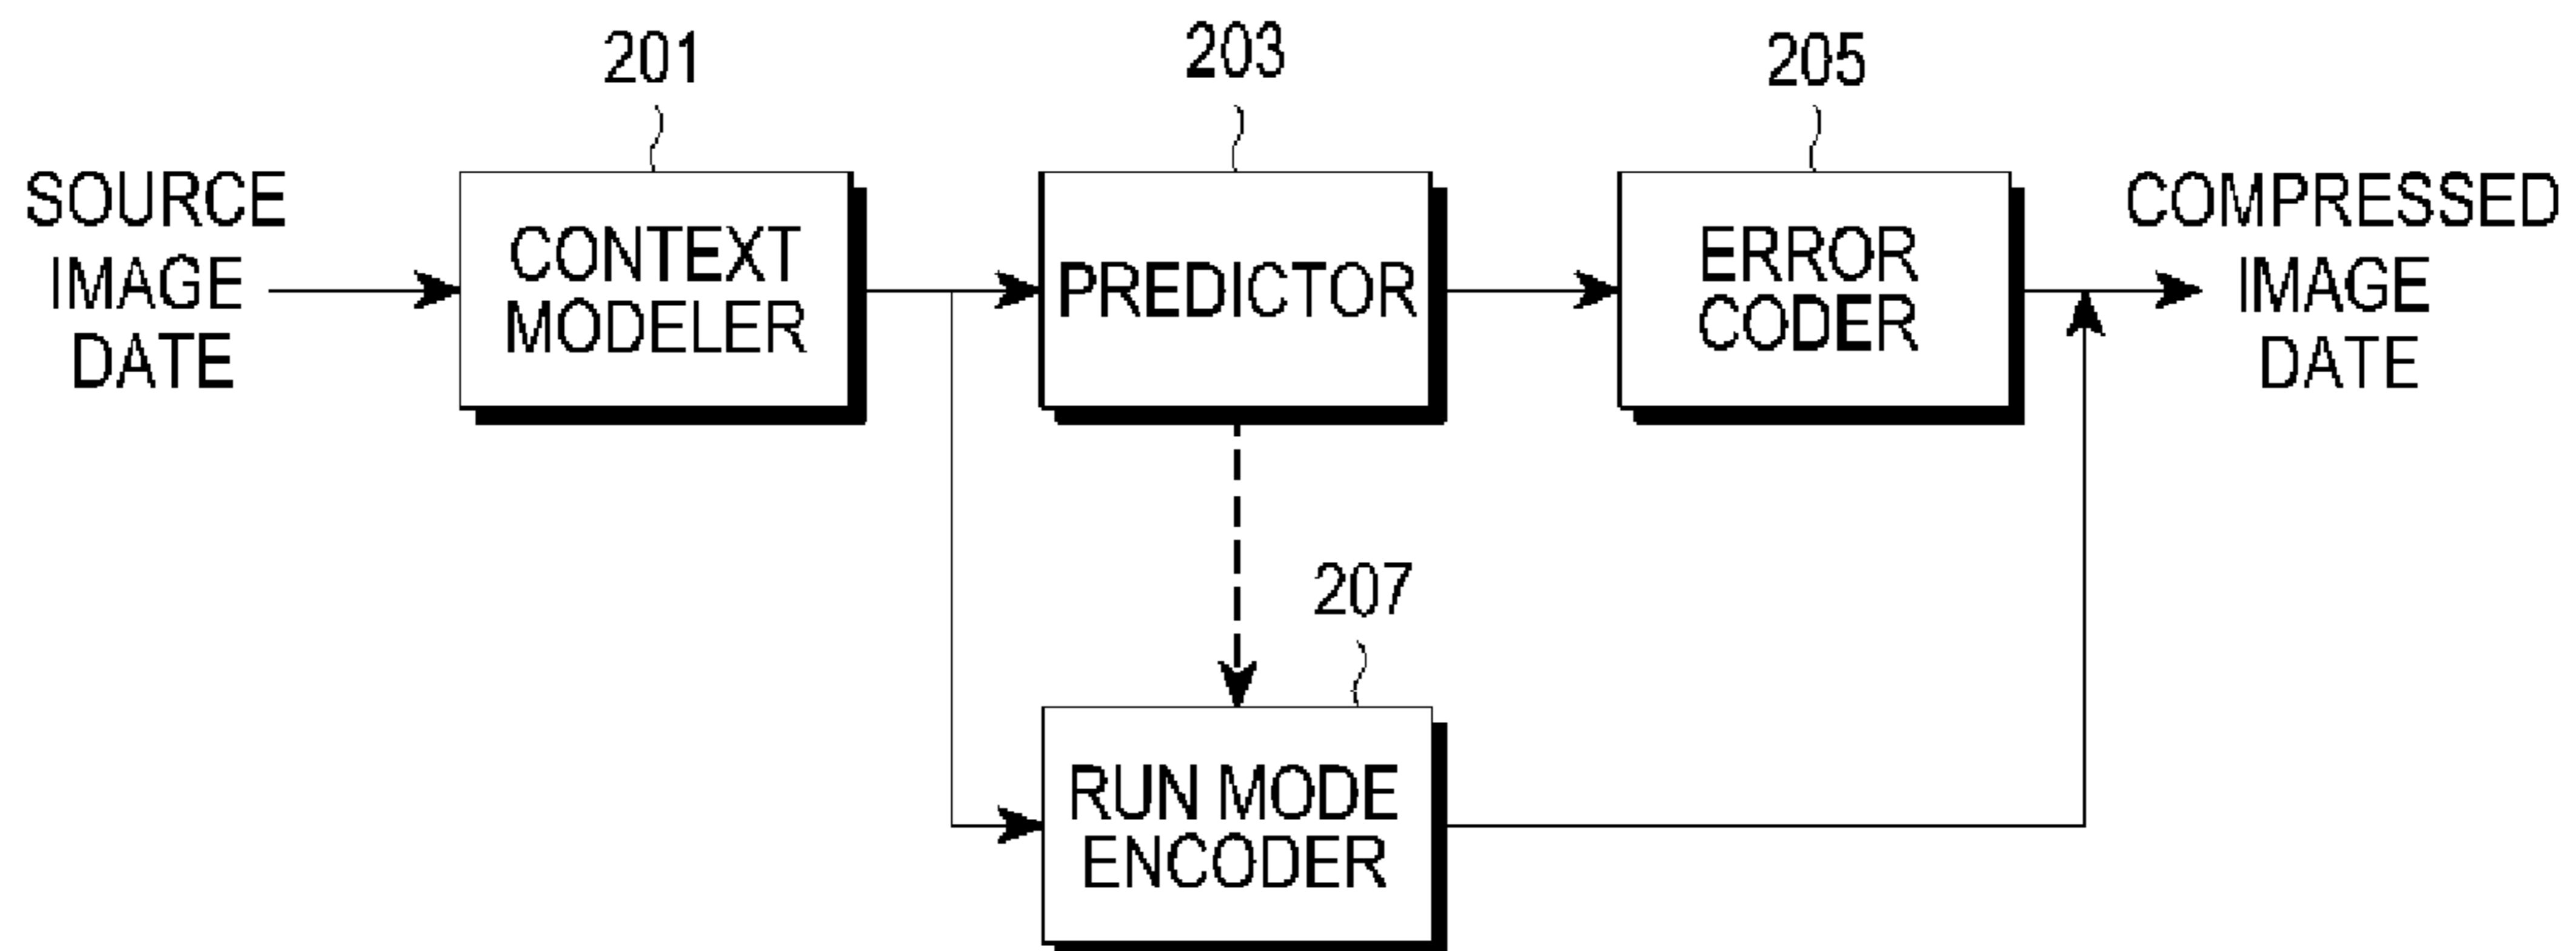 201
203
205
SOURCE
IMAGE
DATE
CONTEXT
MODELER
PREDICTOR
ERROR
CODER
COMPRESSED
IMAGE
DATE
207
RUN MODE
ENCODER